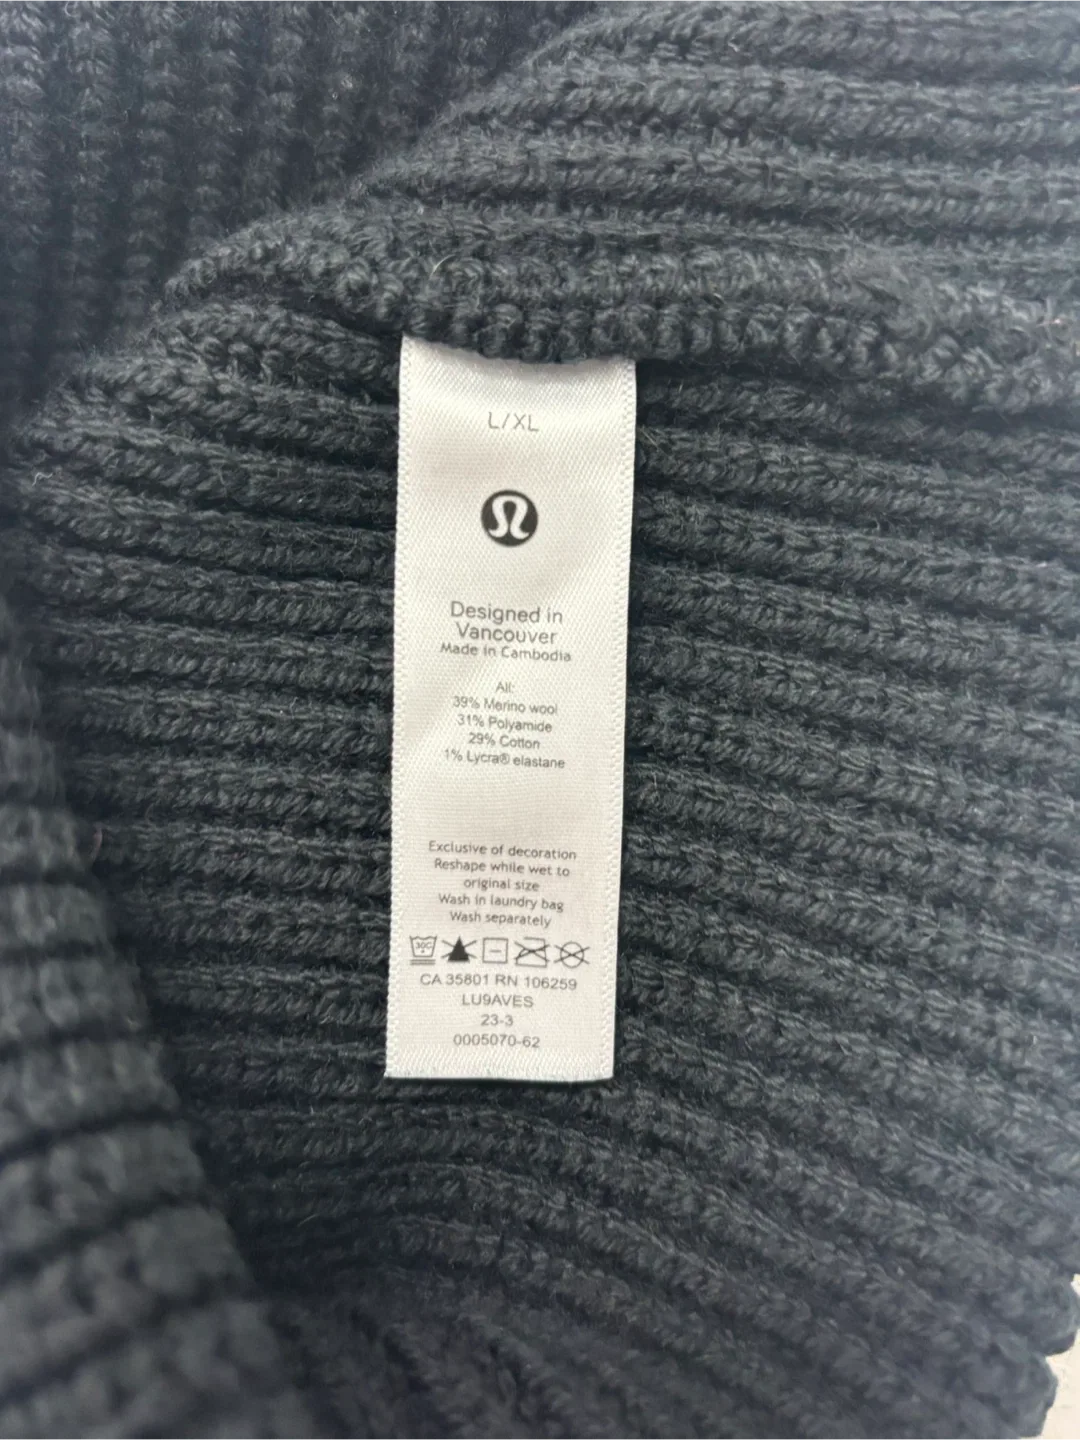 L/XL
Designed in
Vancouver
Made in Cambodia
All:
39% Merino wool
31% Polyamide
29% Cotton
1% Lycra® elastane
Exclusive of decoration
Reshape while wet to
original size
Wash in laundry bag
Wash separately
30C
CA 35801 RN 106259
LU9AVES
23-3
0005070-62